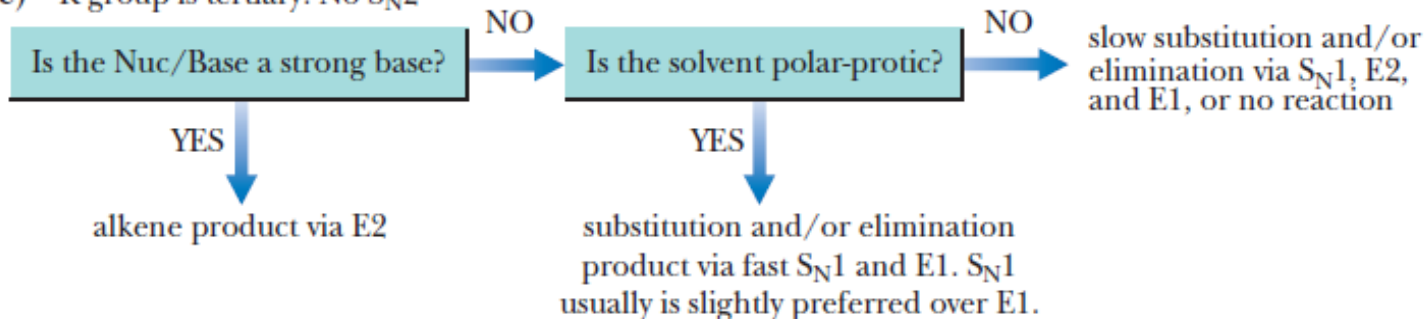 R group is tertiary: No SN2
Is the Nuc/Base a strong base?
NO
Is the solvent polar-protic?
NO
slow substitution and/or
elimination via SN1, E2,
and E1, or no reaction
YES
YES
alkene product via E2
substitution and/or elimination
product via fast SN1 and E1. SN1
usually is slightly preferred over E1.